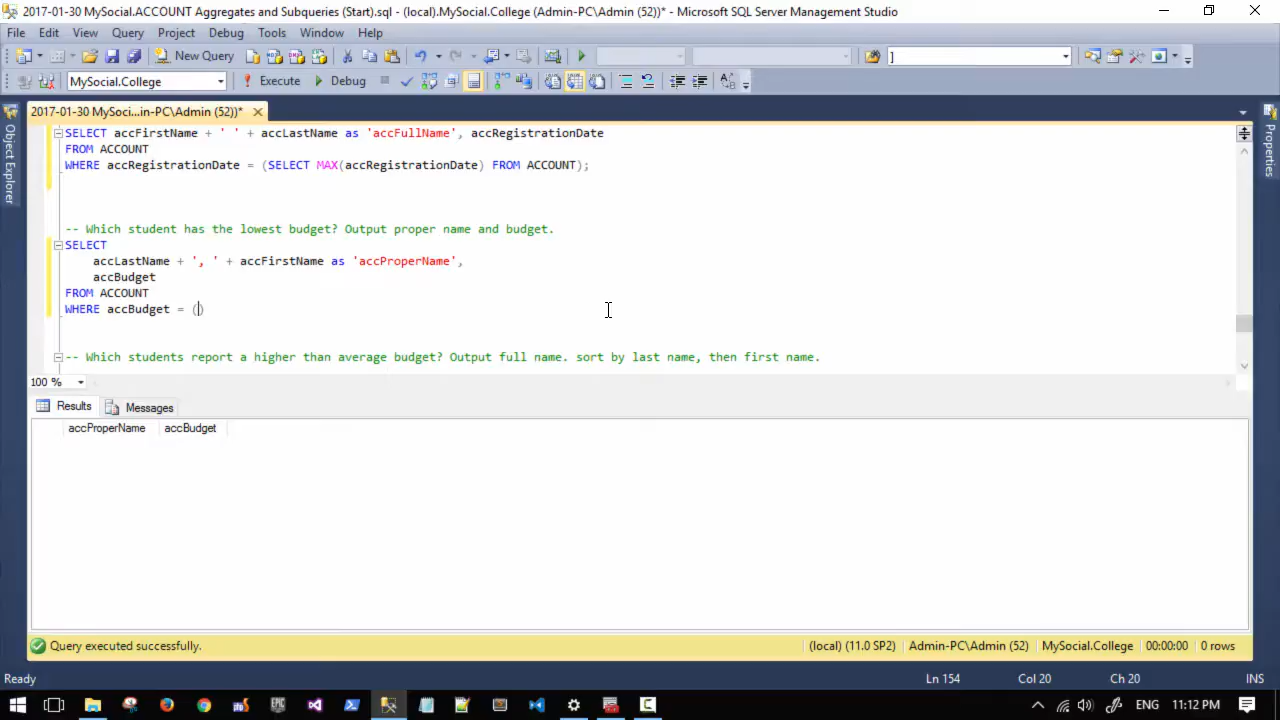 2017-01-30 MySocial.ACCOUNT Aggregates and Subqueries (Start).sql - (local).MySocial.College (Admin-PC\Admin (52))* - Microsoft SQL Server Management Studio
File Edit View Query Project Debug Tools Window Help
New Query ]
MySocial.College Execute Debug
2017-01-30 MySoci...in-PC\Admin (52))*
Object Explorer
Properties
SELECT accFirstName + ' ' + accLastName as 'accFullName', accRegistrationDate
FROM ACCOUNT
WHERE accRegistrationDate = (SELECT MAX(accRegistrationDate) FROM ACCOUNT);
-- Which student has the lowest budget? Output proper name and budget.
SELECT
accLastName + ', ' + accFirstName as 'accProperName',
accBudget
FROM ACCOUNT
WHERE accBudget = ()
-- Which students report a higher than average budget? Output full name. sort by last name, then first name.
100 %
Results Messages
accProperName accBudget
Query executed successfully. (local) (11.0 SP2) Admin-PC\Admin (52) MySocial.College 00:00:00 0 rows
Ready Ln 154 Col 20 Ch 20 INS
ENG 11:12 PM